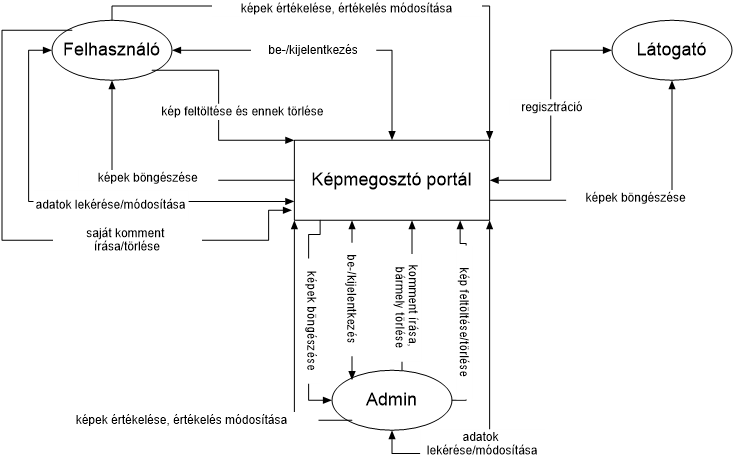 képek értékelése, értékelés módosítása
Felhasználó
be-/kijelentkezés
Látogató
kép feltöltése és ennek törlése
regisztráció
képek böngészése
Képmegosztó portál
adatok lekérése/módosítása
képek böngészése
saját komment
írása/törlése
képek böngészése
be-/kijelentkezés
komment írása,
bármely törlése
kép feltöltése/törlése
Admin
képek értékelése, értékelés módosítása
adatok
lekérése/módosítása